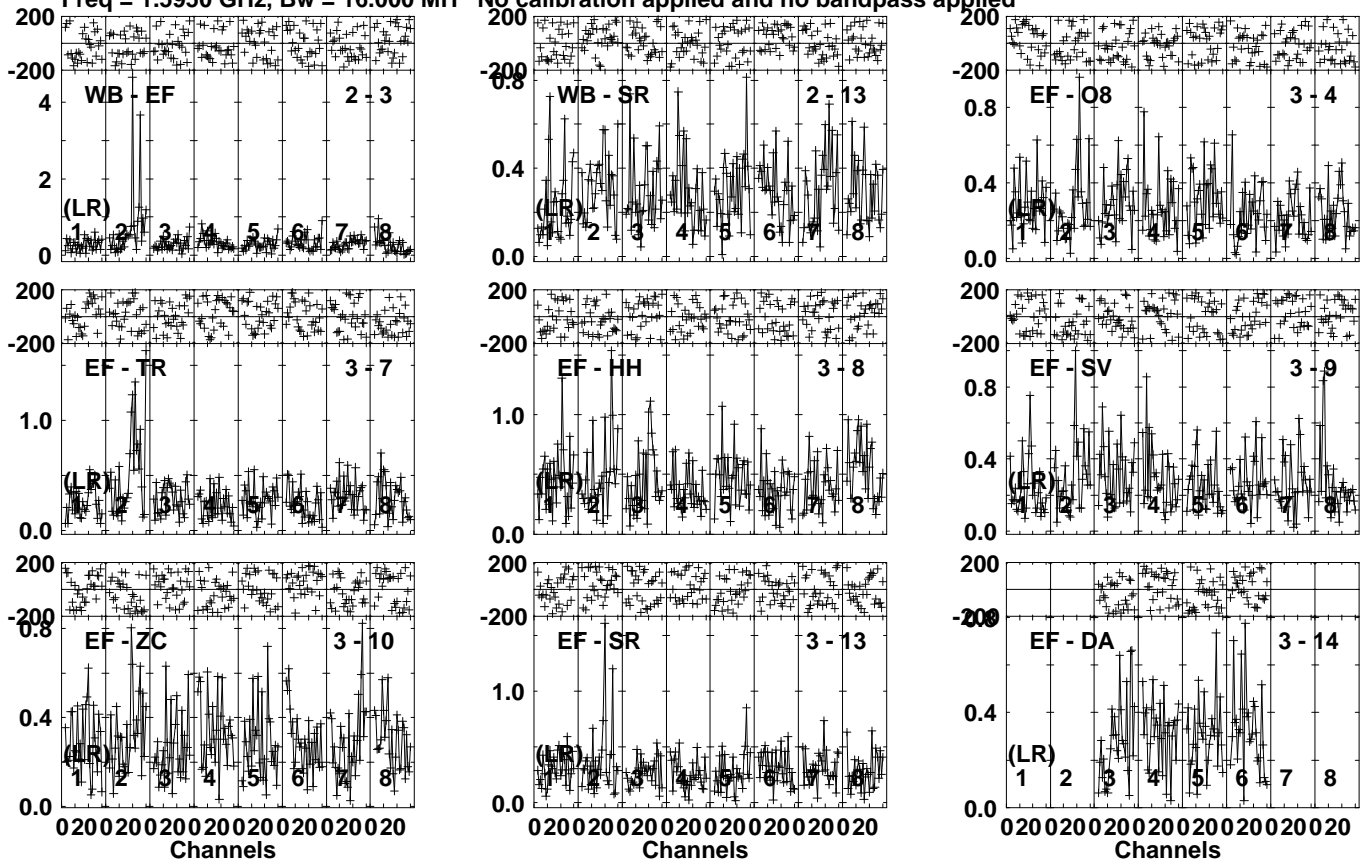 Freq = 1.5950 GHz, Bw = 16.000 MH No calibration applied and no bandpass applied
200 200 200
-200 -200 -200
WB - EF 2 - 3
4
2
0
(LR)
1 2 3 4 5 6 7 8
WB - SR 2 - 13
0.8
0.4
0.0
(LR)
1 2 3 4 5 6 7 8
EF - O8 3 - 4
0.8
0.4
0.0
(LR)
1 2 3 4 5 6 7 8
200 200 200
-200 -200 -200
EF - TR 3 - 7
1.0
0.0
(LR)
1 2 3 4 5 6 7 8
EF - HH 3 - 8
1.0
0.0
(LR)
1 2 3 4 5 6 7 8
EF - SV 3 - 9
0.8
0.4
0.0
(LR)
1 2 3 4 5 6 7 8
200 200 200
-200 -200 -200
EF - ZC 3 - 10
0.8
0.4
0.0
(LR)
1 2 3 4 5 6 7 8
EF - SR 3 - 13
1.0
0.0
(LR)
1 2 3 4 5 6 7 8
EF - DA 3 - 14
0.8
0.4
0.0
(LR)
1 2 3 4 5 6 7 8
0 20 0 20 0 20 0 20 0 20 0 20 0 20 0 20
Channels
0 20 0 20 0 20 0 20 0 20 0 20 0 20 0 20
Channels
0 20 0 20 0 20 0 20 0 20 0 20 0 20 0 20
Channels